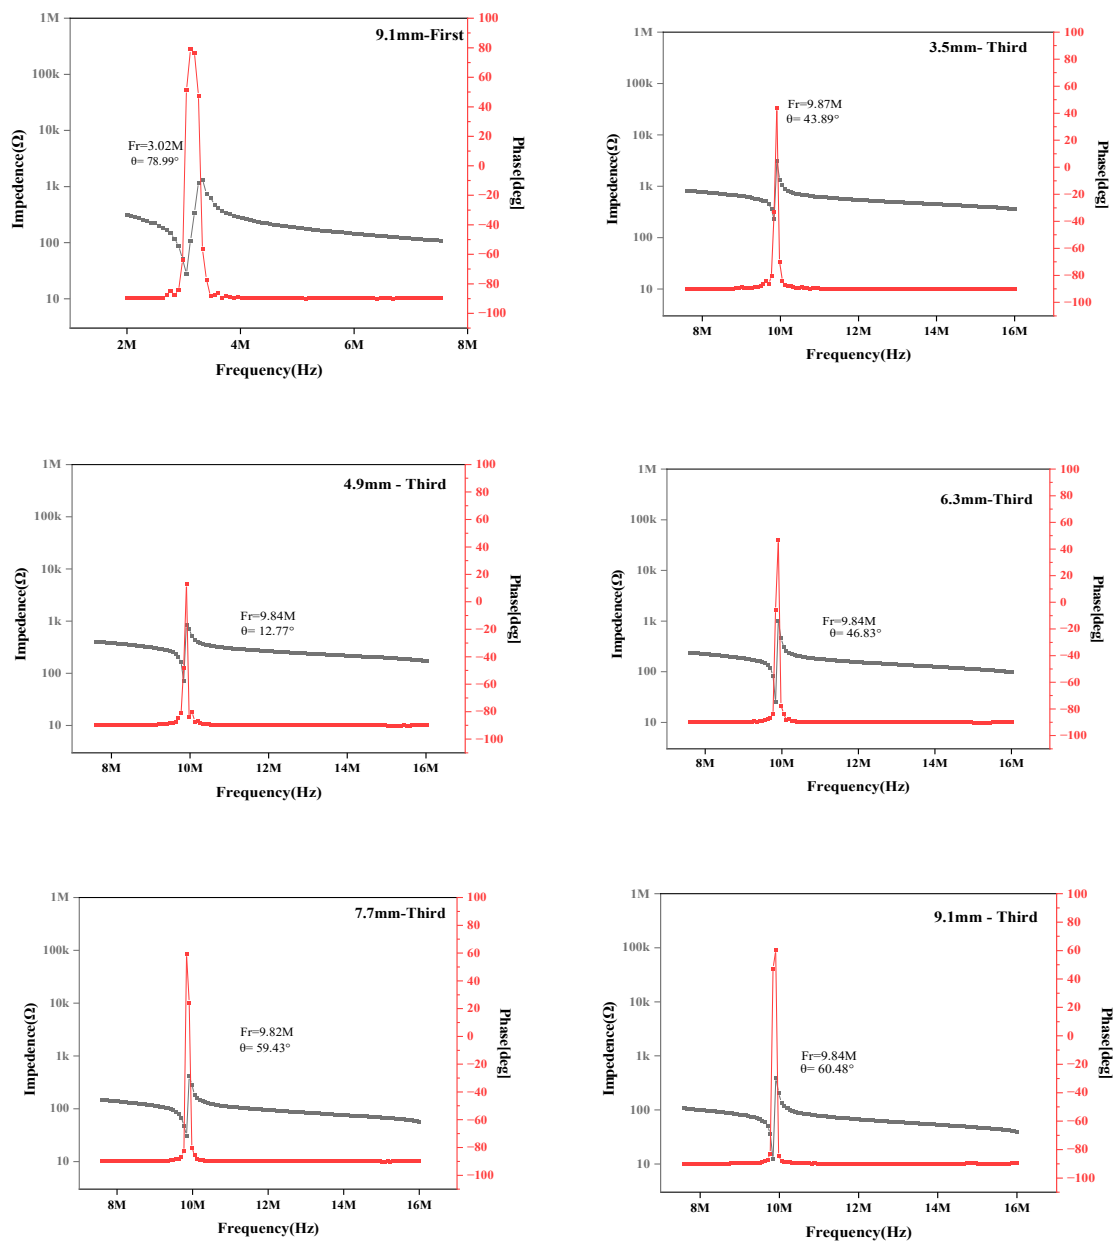 9.1mm-First
1M
100k
10k
1k
100
10
100
80
60
40
20
0
−20
−40
−60
−80
−100
Impedence(Ω)
Phase[deg]
Fr=3.02M
θ= 78.99°
2M 4M 6M 8M
Frequency(Hz)
3.5mm- Third
1M
100k
10k
1k
100
10
100
80
60
40
20
0
−20
−40
−60
−80
−100
Impedence(Ω)
Phase[deg]
Fr=9.87M
θ= 43.89°
8M 10M 12M 14M 16M
Frequency(Hz)
4.9mm - Third
1M
100k
10k
1k
100
10
100
80
60
40
20
0
−20
−40
−60
−80
−100
Impedence(Ω)
Phase[deg]
Fr=9.84M
θ= 12.77°
8M 10M 12M 14M 16M
Frequency(Hz)
6.3mm-Third
1M
100k
10k
1k
100
10
100
80
60
40
20
0
−20
−40
−60
−80
−100
Impedence(Ω)
Phase[deg]
Fr=9.84M
θ= 46.83°
8M 10M 12M 14M 16M
Frequency(Hz)
7.7mm-Third
1M
100k
10k
1k
100
10
100
80
60
40
20
0
−20
−40
−60
−80
−100
Impedence(Ω)
Phase[deg]
Fr=9.82M
θ= 59.43°
8M 10M 12M 14M 16M
Frequency(Hz)
9.1mm - Third
1M
100k
10k
1k
100
10
100
80
60
40
20
0
−20
−40
−60
−80
−100
Impedence(Ω)
Phase[deg]
Fr=9.84M
θ= 60.48°
8M 10M 12M 14M 16M
Frequency(Hz)